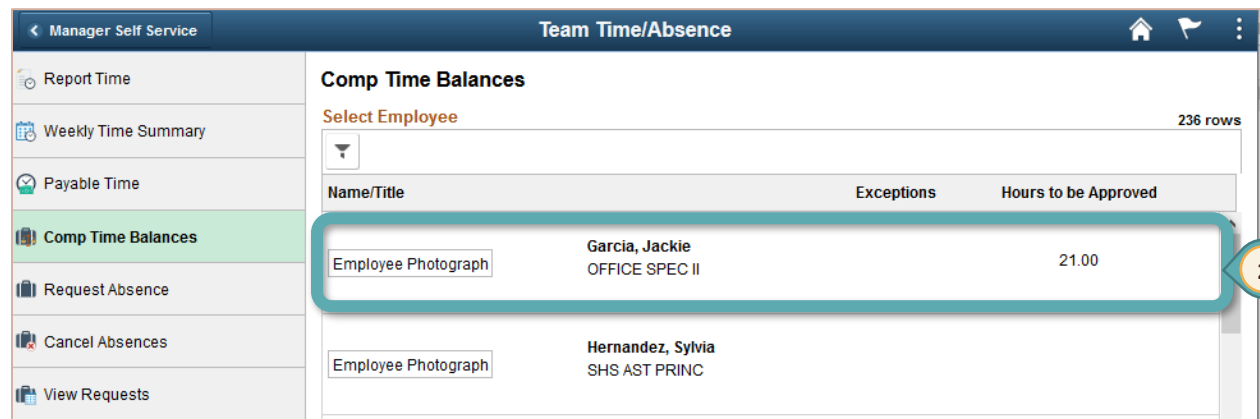 Manager Self Service
Team Time/Absence
Report Time
Weekly Time Summary
Payable Time
Comp Time Balances
Request Absence
Cancel Absences
View Requests
Comp Time Balances
Select Employee
236 rows
Name/Title Exceptions Hours to be Approved
Employee Photograph
Garcia, Jackie
OFFICE SPEC II
21.00
Employee Photograph
Hernandez, Sylvia
SHS AST PRINC